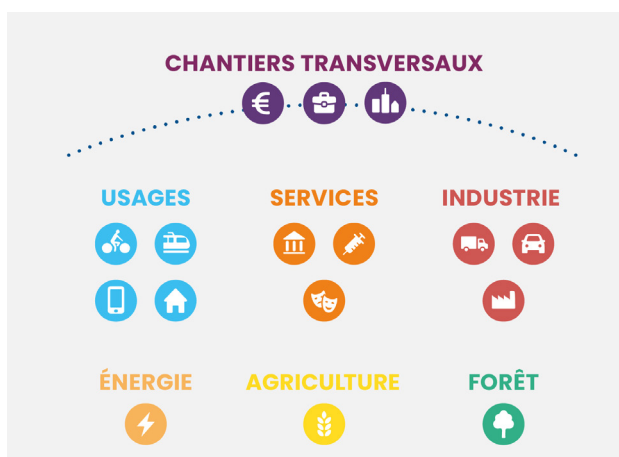 CHANTIERS TRANSVERSAUX
USAGES
SERVICES
INDUSTRIE
ÉNERGIE
AGRICULTURE
FORÊT